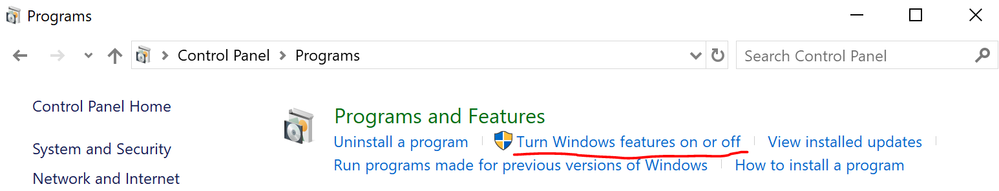 Programs
Control Panel Programs
Search Control Panel
Control Panel Home
System and Security
Network and Internet
Programs and Features
Uninstall a program Turn Windows features on or off View installed updates
Run programs made for previous versions of Windows How to install a program